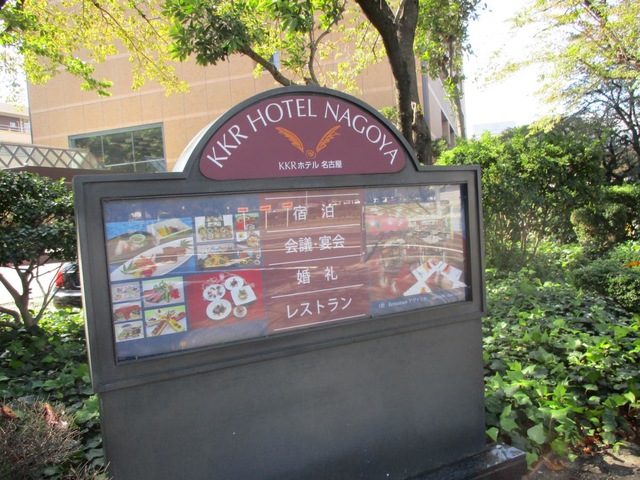 KKR HOTEL NAGOYA
KKRホテル 名古屋
宿 泊
会議・宴会
婚 礼
レストラン